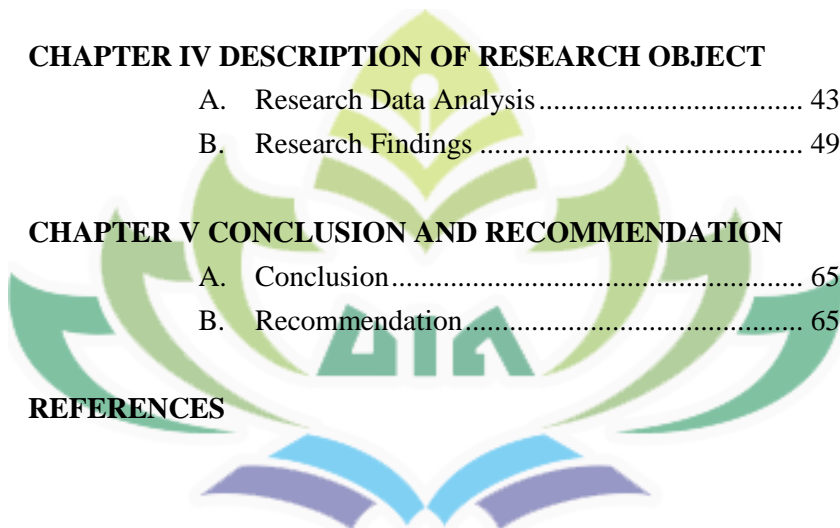 CHAPTER IV DESCRIPTION OF RESEARCH OBJECT
A. Research Data Analysis.................................. 43
B. Research Findings .......................................... 49
CHAPTER V CONCLUSION AND RECOMMENDATION
A. Conclusion..................................................... 65
B. Recommendation........................................... 65
REFERENCES